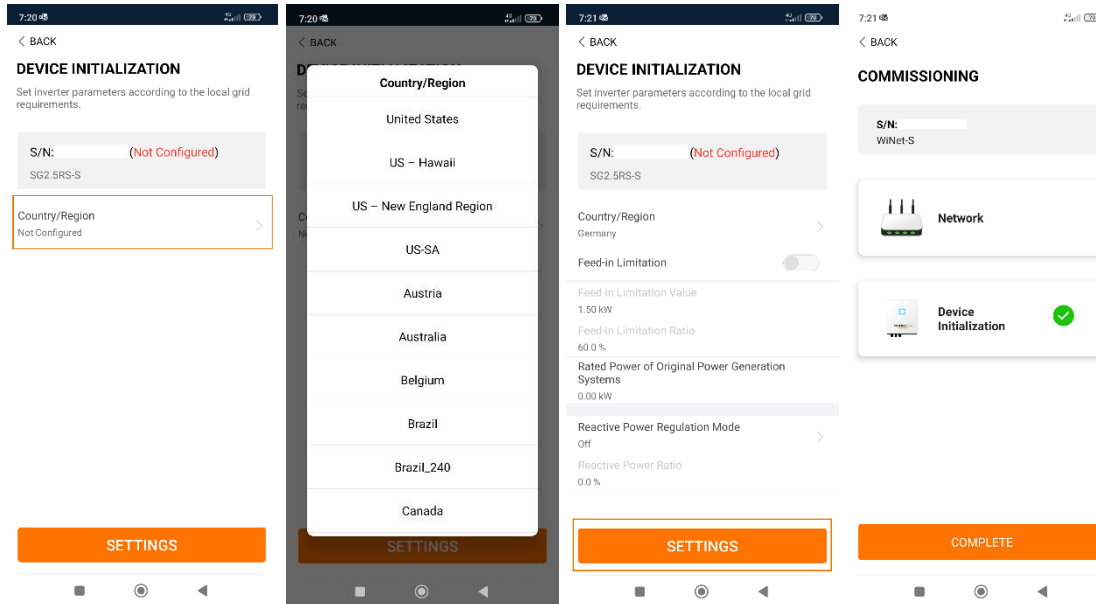 7:20
79
BACK
DEVICE INITIALIZATION
Set inverter parameters according to the local grid
requirements.
S/N: (Not Configured)
SG2.5RS-S
Country/Region
Not Configured
SETTINGS
7:20
79
BACK
Country/Region
United States
US – Hawaii
US – New England Region
US-SA
Austria
Australia
Belgium
Brazil
Brazil_240
Canada
SETTINGS
7:21
79
BACK
DEVICE INITIALIZATION
Set inverter parameters according to the local grid
requirements.
S/N: (Not Configured)
SG2.5RS-S
Country/Region
Germany
Feed-in Limitation
Feed-in Limitation Value
1.50 kW
Feed-in Limitation Ratio
60.0 %
Rated Power of Original Power Generation
Systems
0.00 kW
Reactive Power Regulation Mode
Off
Reactive Power Ratio
0.0 %
SETTINGS
7:21
BACK
COMMISSIONING
S/N:
WiNet-S
Network
Device
Initialization
COMPLETE